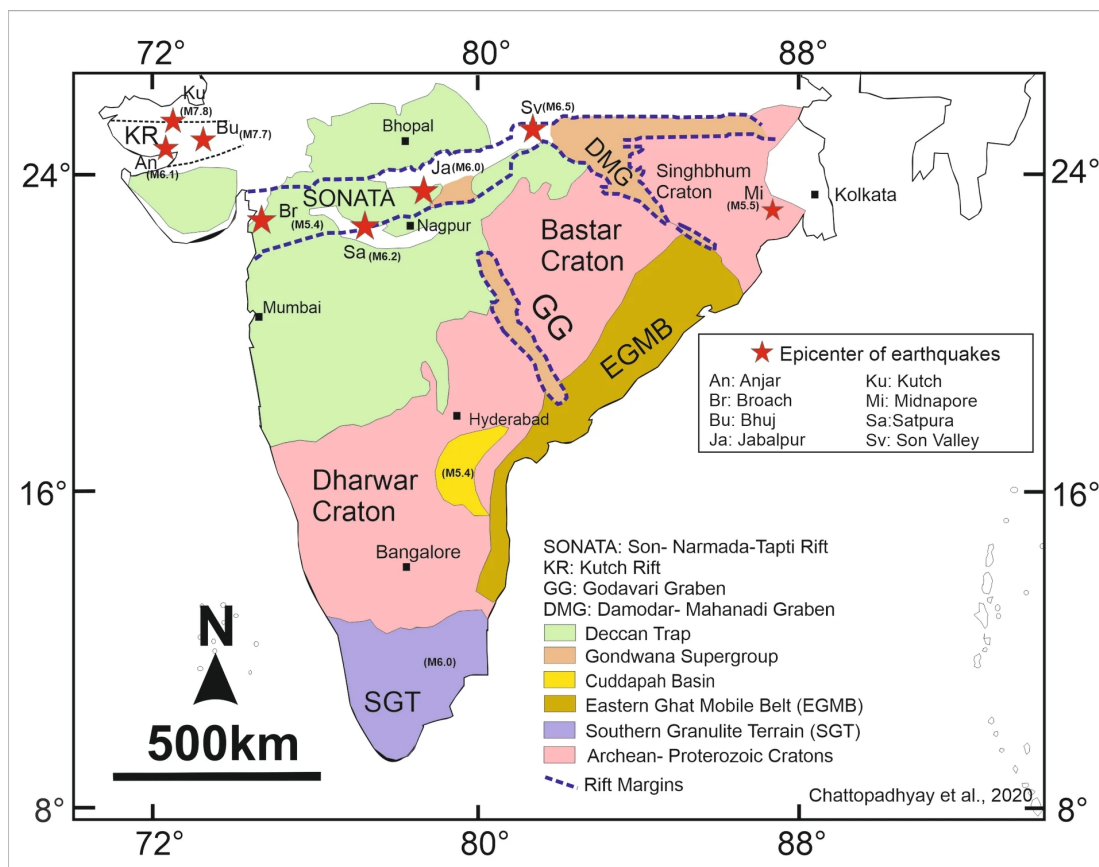 72°
80°
88°
Ku
(M7.8)
KR
Bu (M7.7)
An
(M6.1)
Bhopal
Sv(M6.5)
DMG
24°
24°
Ja(M6.0)
SONATA
Singhbhum
Craton
Mi
(M5.5)
Kolkata
Br (M5.4)
Nagpur
Sa(M6.2)
Bastar
Craton
Mumbai
GG
EGMB
Epicenter of earthquakes
An: Anjar
Br: Broach
Bu: Bhuj
Ja: Jabalpur
Ku: Kutch
Mi: Midnapore
Sa:Satpura
Sv: Son Valley
Hyderabad
(M5.4)
Dharwar
Craton
16°
16°
Bangalore
SONATA: Son- Narmada-Tapti Rift
KR: Kutch Rift
GG: Godavari Graben
DMG: Damodar- Mahanadi Graben
Deccan Trap
Gondwana Supergroup
Cuddapah Basin
Eastern Ghat Mobile Belt (EGMB)
Southern Granulite Terrain (SGT)
Archean- Proterozoic Cratons
Rift Margins
N
(M6.0)
SGT
500km
Chattopadhyay et al., 2020
8°
8°
72°
80°
88°